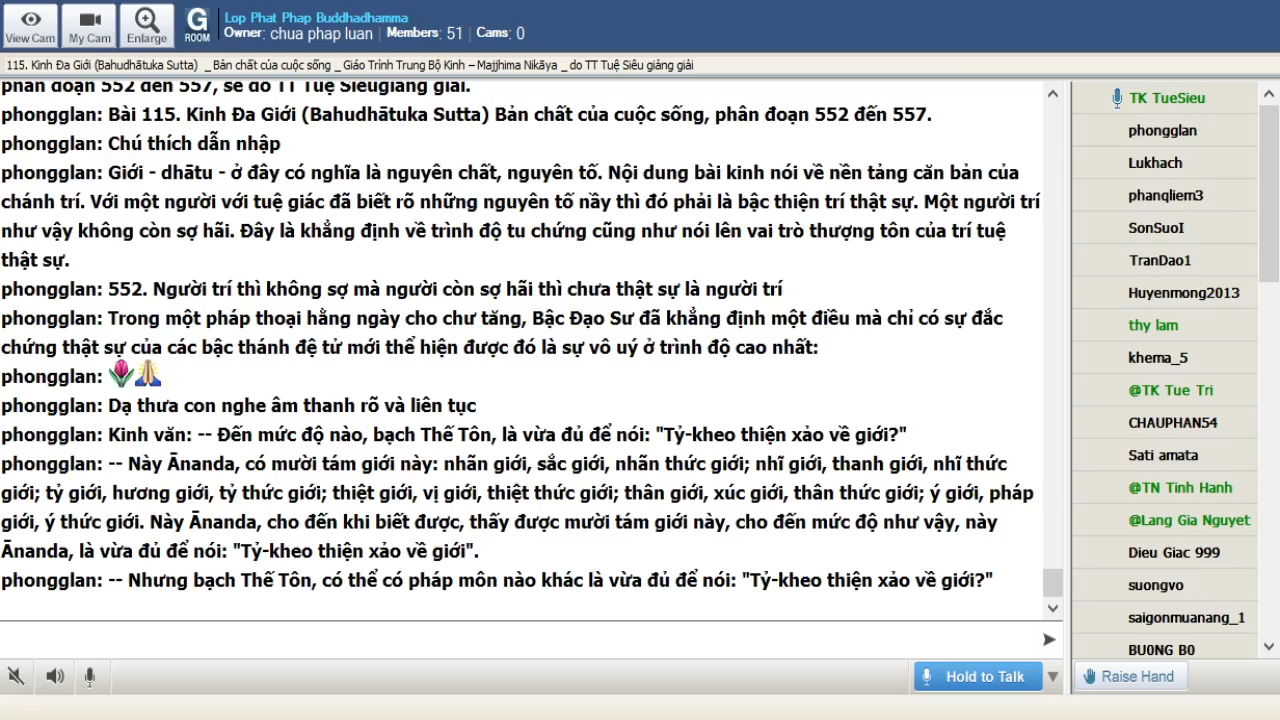 View Cam
My Cam
Enlarge
G
ROOM
Lop Phat Phap Buddhadhamma
Owner: chua phap luan | Members: 51 | Cams: 0
115. Kinh Đa Giới (Bahudhātuka Sutta) _ Bản chất của cuộc sống _ Giáo Trình Trung Bộ Kinh – Majjhima Nikāya _ do TT Tuệ Siêu giảng giải
phân đoạn 552 đến 557, sẽ do TT Tuệ Siêugiảng giải.
phongglan: Bài 115. Kinh Đa Giới (Bahudhātuka Sutta) Bản chất của cuộc sống, phân đoạn 552 đến 557.
phongglan: Chú thích dẫn nhập
phongglan: Giới - dhātu - ở đây có nghĩa là nguyên chất, nguyên tố. Nội dung bài kinh nói về nền tảng căn bản của
chánh trí. Với một người với tuệ giác đã biết rõ những nguyên tố nầy thì đó phải là bậc thiện trí thật sự. Một người trí
như vậy không còn sợ hãi. Đây là khẳng định về trình độ tu chứng cũng như nói lên vai trò thượng tôn của trí tuệ
thật sự.
phongglan: 552. Người trí thì không sợ mà người còn sợ hãi thì chưa thật sự là người trí
phongglan: Trong một pháp thoại hằng ngày cho chư tăng, Bậc Đạo Sư đã khẳng định một điều mà chỉ có sự đắc
chứng thật sự của các bậc thánh đệ tử mới thể hiện được đó là sự vô uý ở trình độ cao nhất:
phongglan: 🌷🙏
phongglan: Dạ thưa con nghe âm thanh rõ và liên tục
phongglan: Kinh văn: -- Đến mức độ nào, bạch Thế Tôn, là vừa đủ để nói: "Tỷ-kheo thiện xảo về giới?"
phongglan: -- Này Ānanda, có mười tám giới này: nhãn giới, sắc giới, nhãn thức giới; nhĩ giới, thanh giới, nhĩ thức
giới; tỷ giới, hương giới, tỷ thức giới; thiệt giới, vị giới, thiệt thức giới; thân giới, xúc giới, thân thức giới; ý giới, pháp
giới, ý thức giới. Này Ānanda, cho đến khi biết được, thấy được mười tám giới này, cho đến mức độ như vậy, này
Ānanda, là vừa đủ để nói: "Tỷ-kheo thiện xảo về giới".
phongglan: -- Nhưng bạch Thế Tôn, có thể có pháp môn nào khác là vừa đủ để nói: "Tỷ-kheo thiện xảo về giới?"
TK TueSieu
phongglan
Lukhach
phanqliem3
SonSuoI
TranDao1
Huyenmong2013
thy lam
khema_5
@TK Tue Tri
CHAUPHAN54
Sati amata
@TN Tinh Hanh
@Lang Gia Nguyet
Dieu Giac 999
suongvo
saigonmuanang_1
BU0NG B0
Hold to Talk
Raise Hand